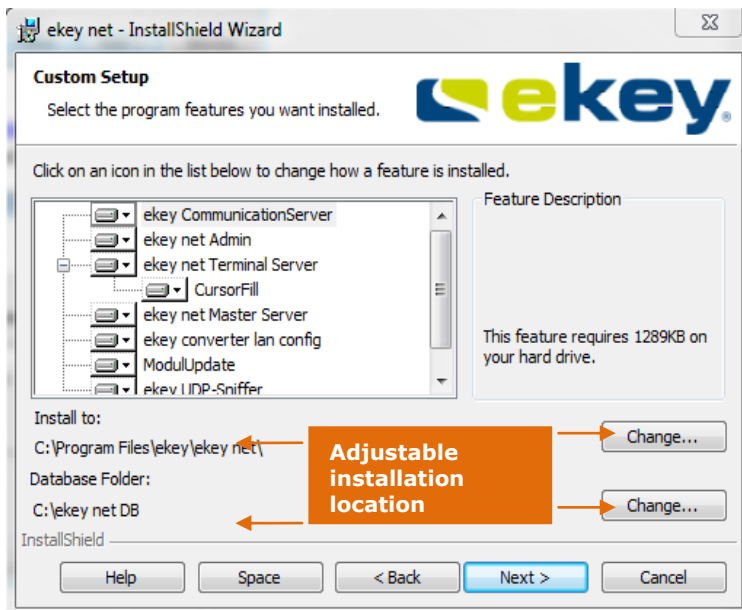 ekey net - InstallShield Wizard
Custom Setup
Select the program features you want installed.
ekey®
Click on an icon in the list below to change how a feature is installed.
ekey CommunicationServer
ekey net Admin
ekey net Terminal Server
CursorFill
ekey net Master Server
ekey converter lan config
ModulUpdate
ekey UDP-Sniffer
Feature Description
This feature requires 1289KB on
your hard drive.
Install to:
C:\Program Files\ekey\ekey net\
Change...
Adjustable
installation
location
Database Folder:
C:\ekey net DB
Change...
InstallShield
Help
Space
< Back
Next >
Cancel